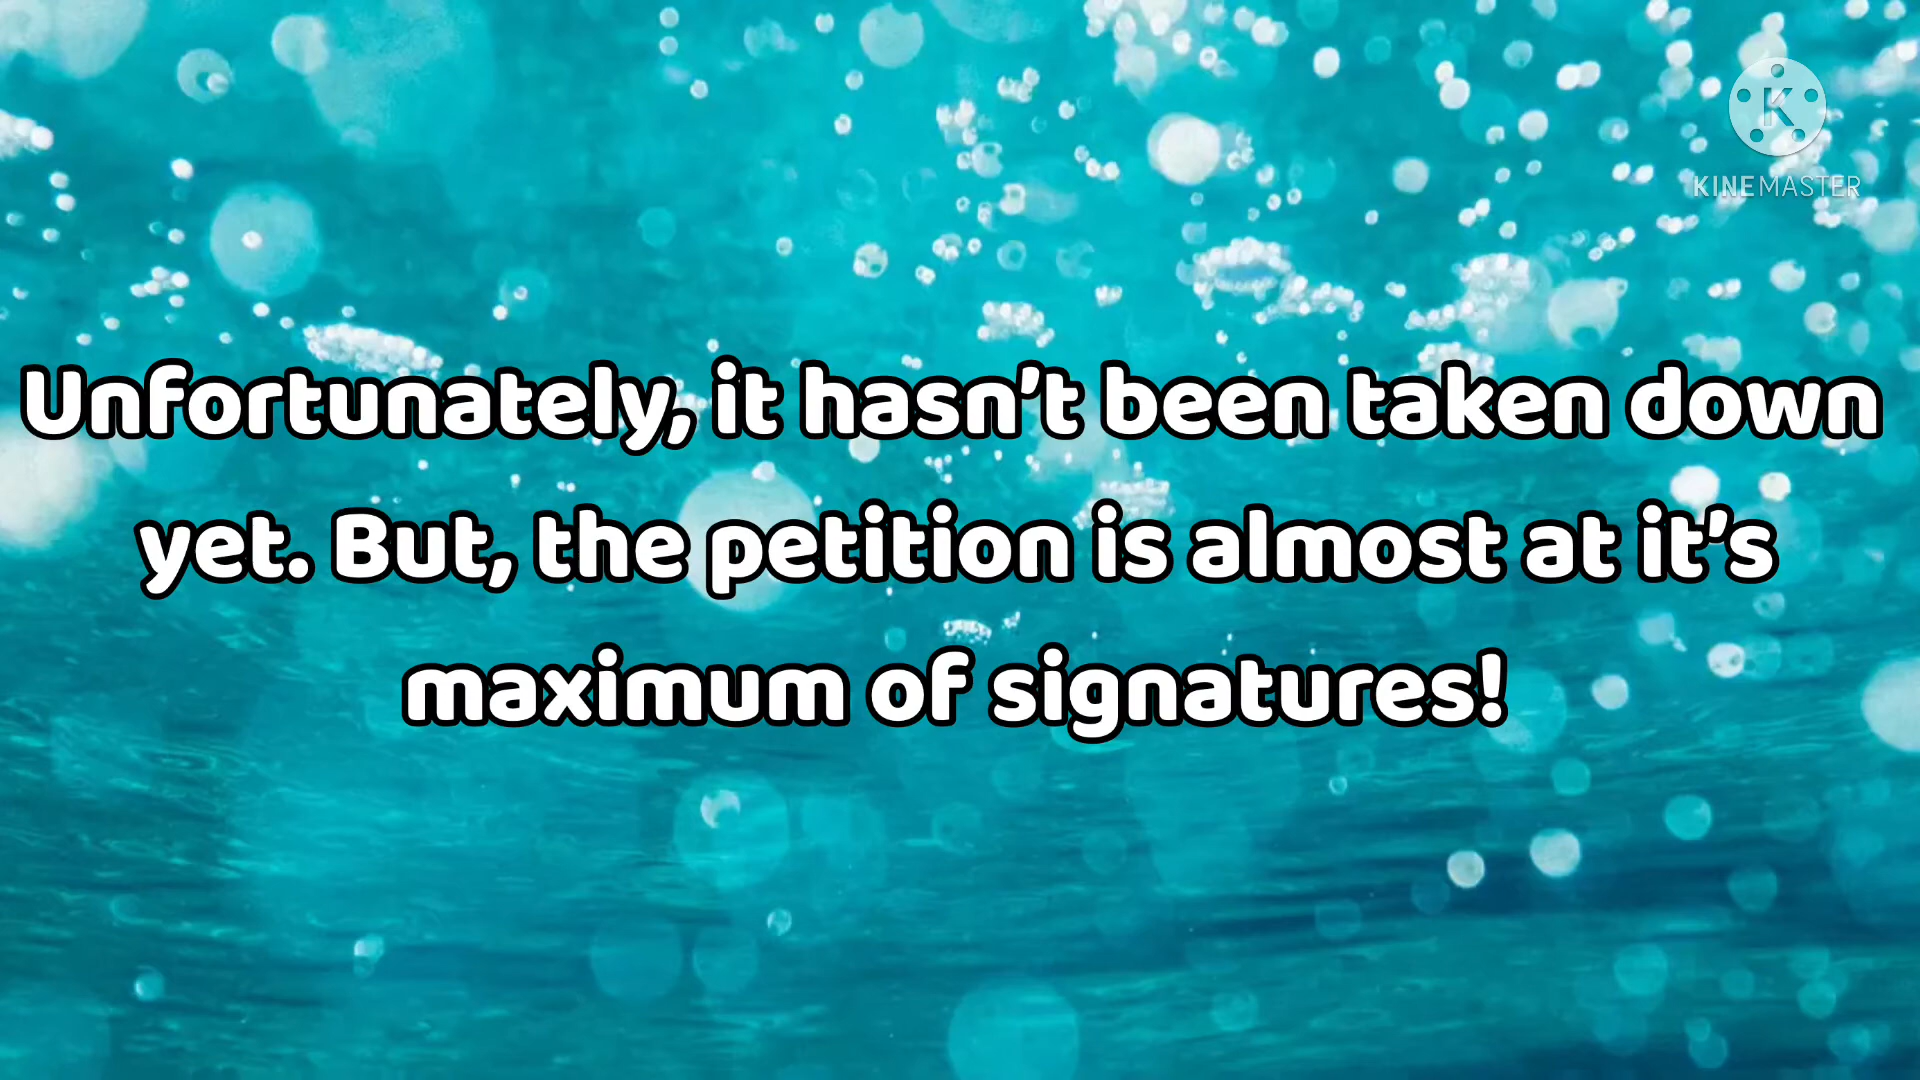 K
KINEMASTER
Unfortunately, it hasn't been taken down
yet. But, the petition is almost at it's
maximum of signatures!